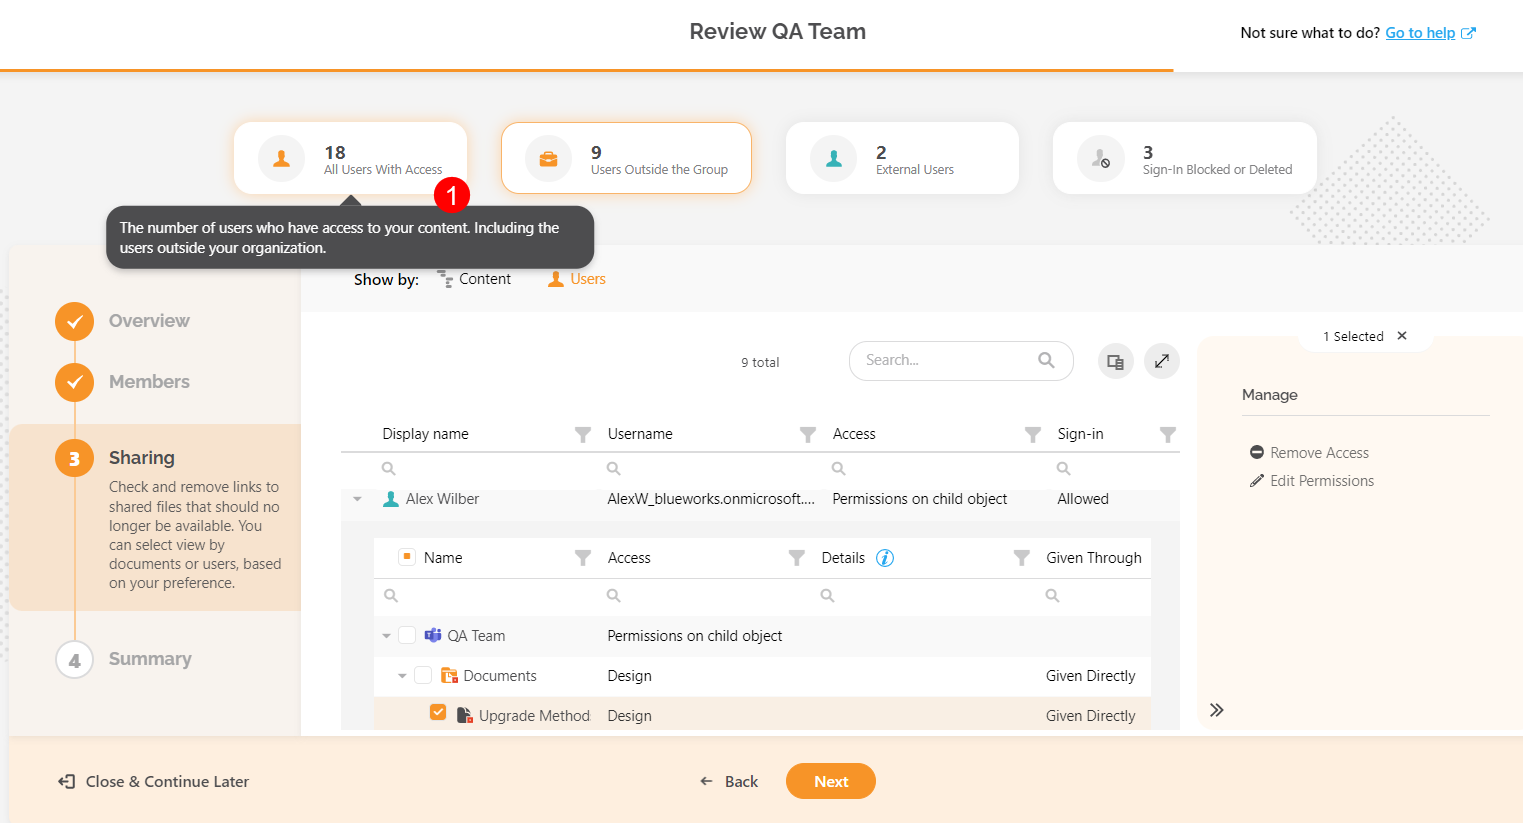 Review QA Team
Not sure what to do? Go to help
18
All Users With Access
9
Users Outside the Group
2
External Users
3
Sign-In Blocked or Deleted
1
The number of users who have access to your content. Including the
users outside your organization.
Show by:
Content
Users
Overview
Members
3
Sharing
Check and remove links to
shared files that should no
longer be available. You
can select view by
documents or users, based
on your preference.
4
Summary
9 total
Search...
1 Selected
Manage
Remove Access
Edit Permissions
Display name
Username
Access
Sign-in
Alex Wilber
AlexW_blueworks.onmicrosoft....
Permissions on child object
Allowed
Name
Access
Details
Given Through
QA Team
Permissions on child object
Documents
Design
Given Directly
Upgrade Method
Design
Given Directly
Close & Continue Later
Back
Next